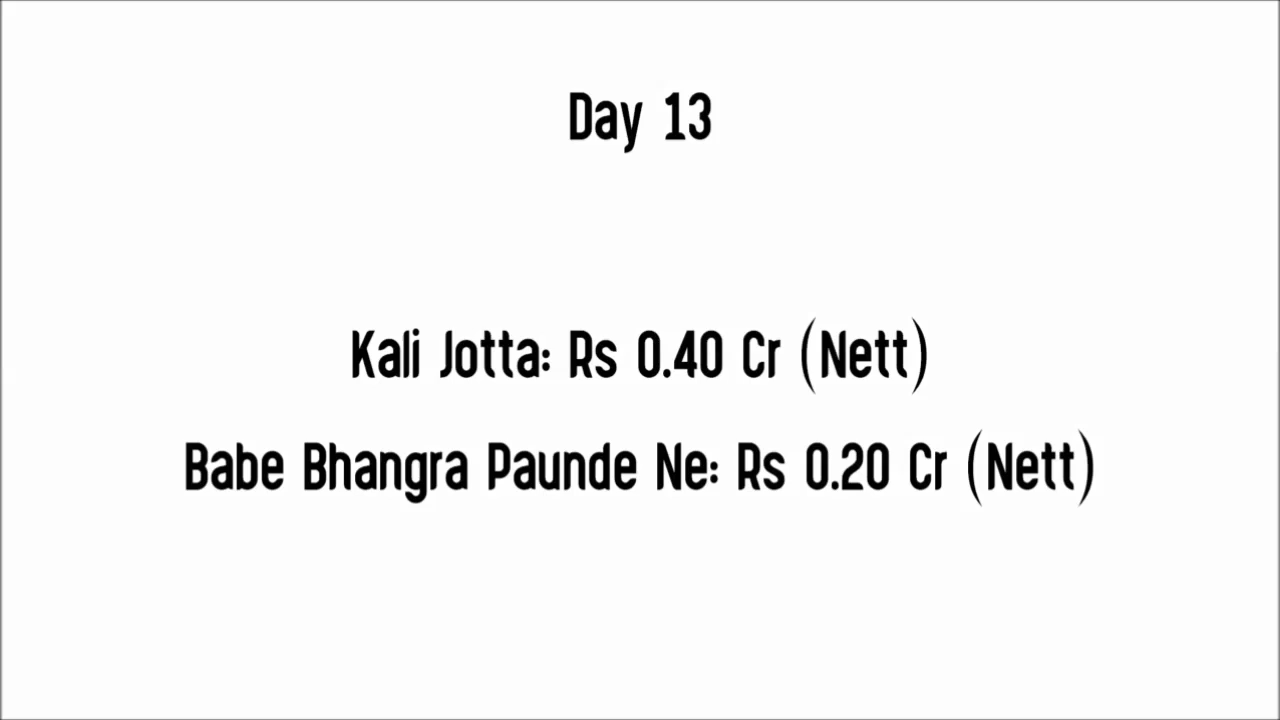 Day 13
Kali Jotta: Rs 0.40 Cr (Nett)
Babe Bhangra Paunde Ne: Rs 0.20 Cr (Nett)